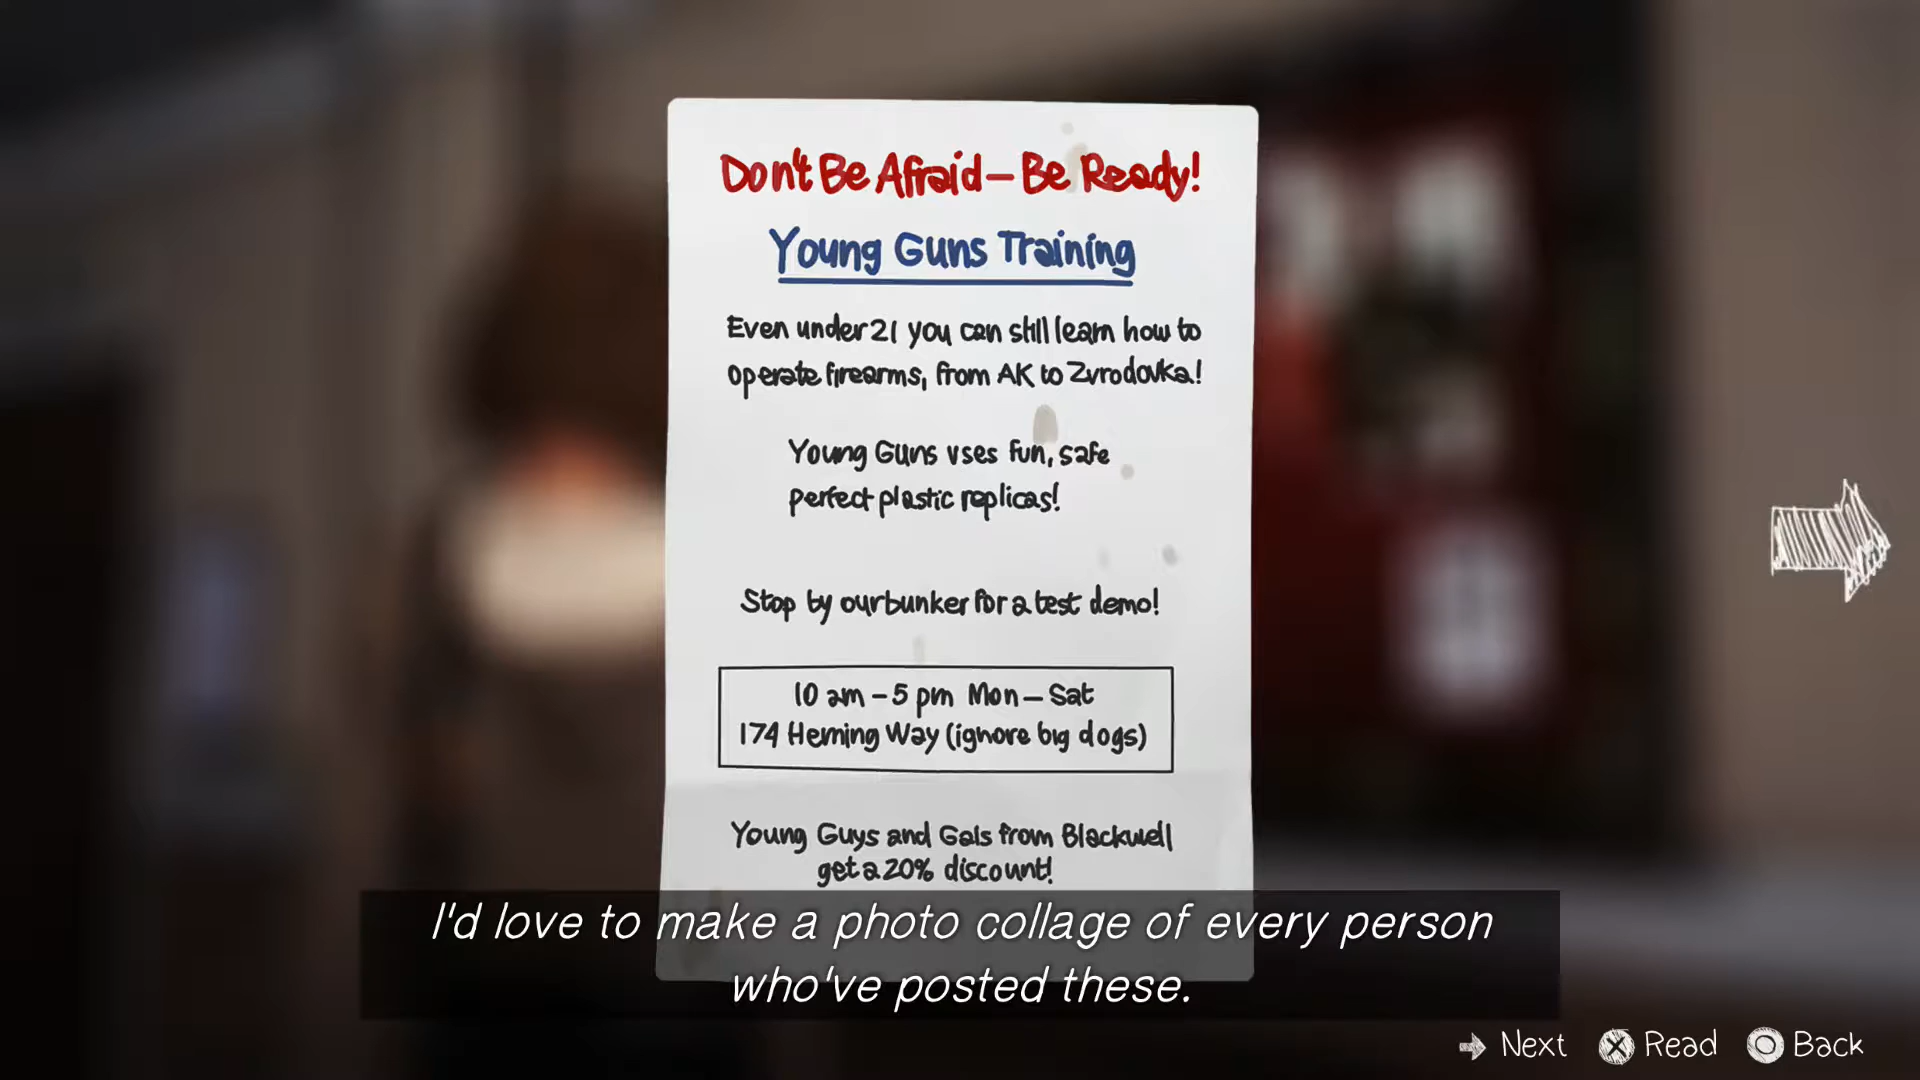 Don't Be Afraid – Be Ready!
Young Guns Training
Even under 21 you can still learn how to
operate firearms, from AK to Zvrodovka!
Young Guns uses fun, safe
perfect plastic replicas!
Stop by our bunker for a test demo!
10 am – 5 pm Mon – Sat
174 Heming Way (ignore big dogs)
Young Guys and Gals from Blackwell
get a 20% discount!
I'd love to make a photo collage of every person
who've posted these.
Next Read Back